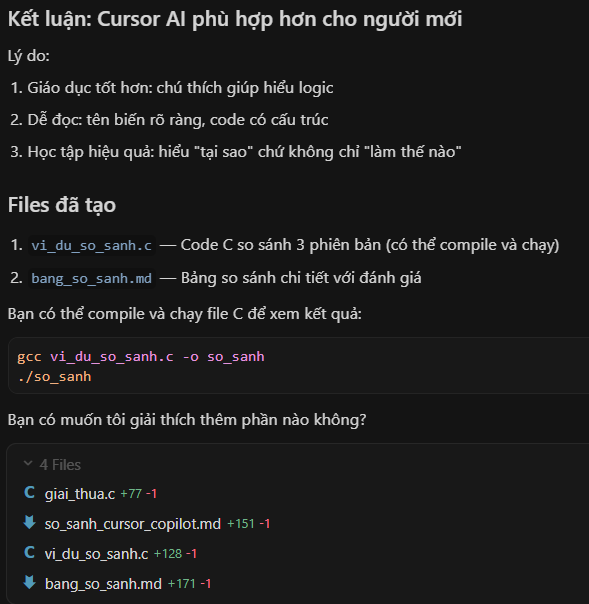 Kết luận: Cursor AI phù hợp hơn cho người mới
Lý do:
1. Giáo dục tốt hơn: chú thích giúp hiểu logic
2. Dễ đọc: tên biến rõ ràng, code có cấu trúc
3. Học tập hiệu quả: hiểu "tại sao" chứ không chỉ "làm thế nào"
Files đã tạo
1. vi_du_so_sanh.c — Code C so sánh 3 phiên bản (có thể compile và chạy)
2. bang_so_sanh.md — Bảng so sánh chi tiết với đánh giá
Bạn có thể compile và chạy file C để xem kết quả:
gcc vi_du_so_sanh.c -o so_sanh
./so_sanh
Bạn có muốn tôi giải thích thêm phần nào không?
4 Files
C giai_thua.c +77 -1
so_sanh_cursor_copilot.md +151 -1
C vi_du_so_sanh.c +128 -1
bang_so_sanh.md +171 -1